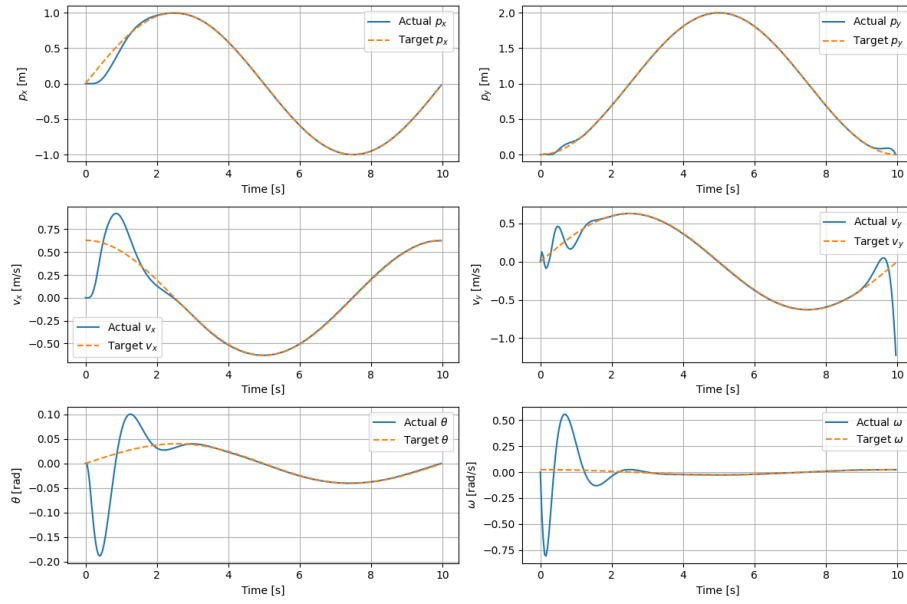 1.0
0.5
0.0
−0.5
−1.0
p_x [m]
Actual p_x
Target p_x
0
2
4
6
8
10
Time [s]
2.0
1.5
1.0
0.5
0.0
p_y [m]
Actual p_y
Target p_y
0
2
4
6
8
10
Time [s]
0.75
0.50
0.25
0.00
−0.25
−0.50
v_x [m/s]
Actual v_x
Target v_x
0
2
4
6
8
10
Time [s]
0.5
0.0
−0.5
−1.0
v_y [m/s]
Actual v_y
Target v_y
0
2
4
6
8
10
Time [s]
0.10
0.05
0.00
−0.05
−0.10
−0.15
−0.20
θ [rad]
Actual θ
Target θ
0
2
4
6
8
10
Time [s]
0.50
0.25
0.00
−0.25
−0.50
−0.75
ω [rad/s]
Actual ω
Target ω
0
2
4
6
8
10
Time [s]